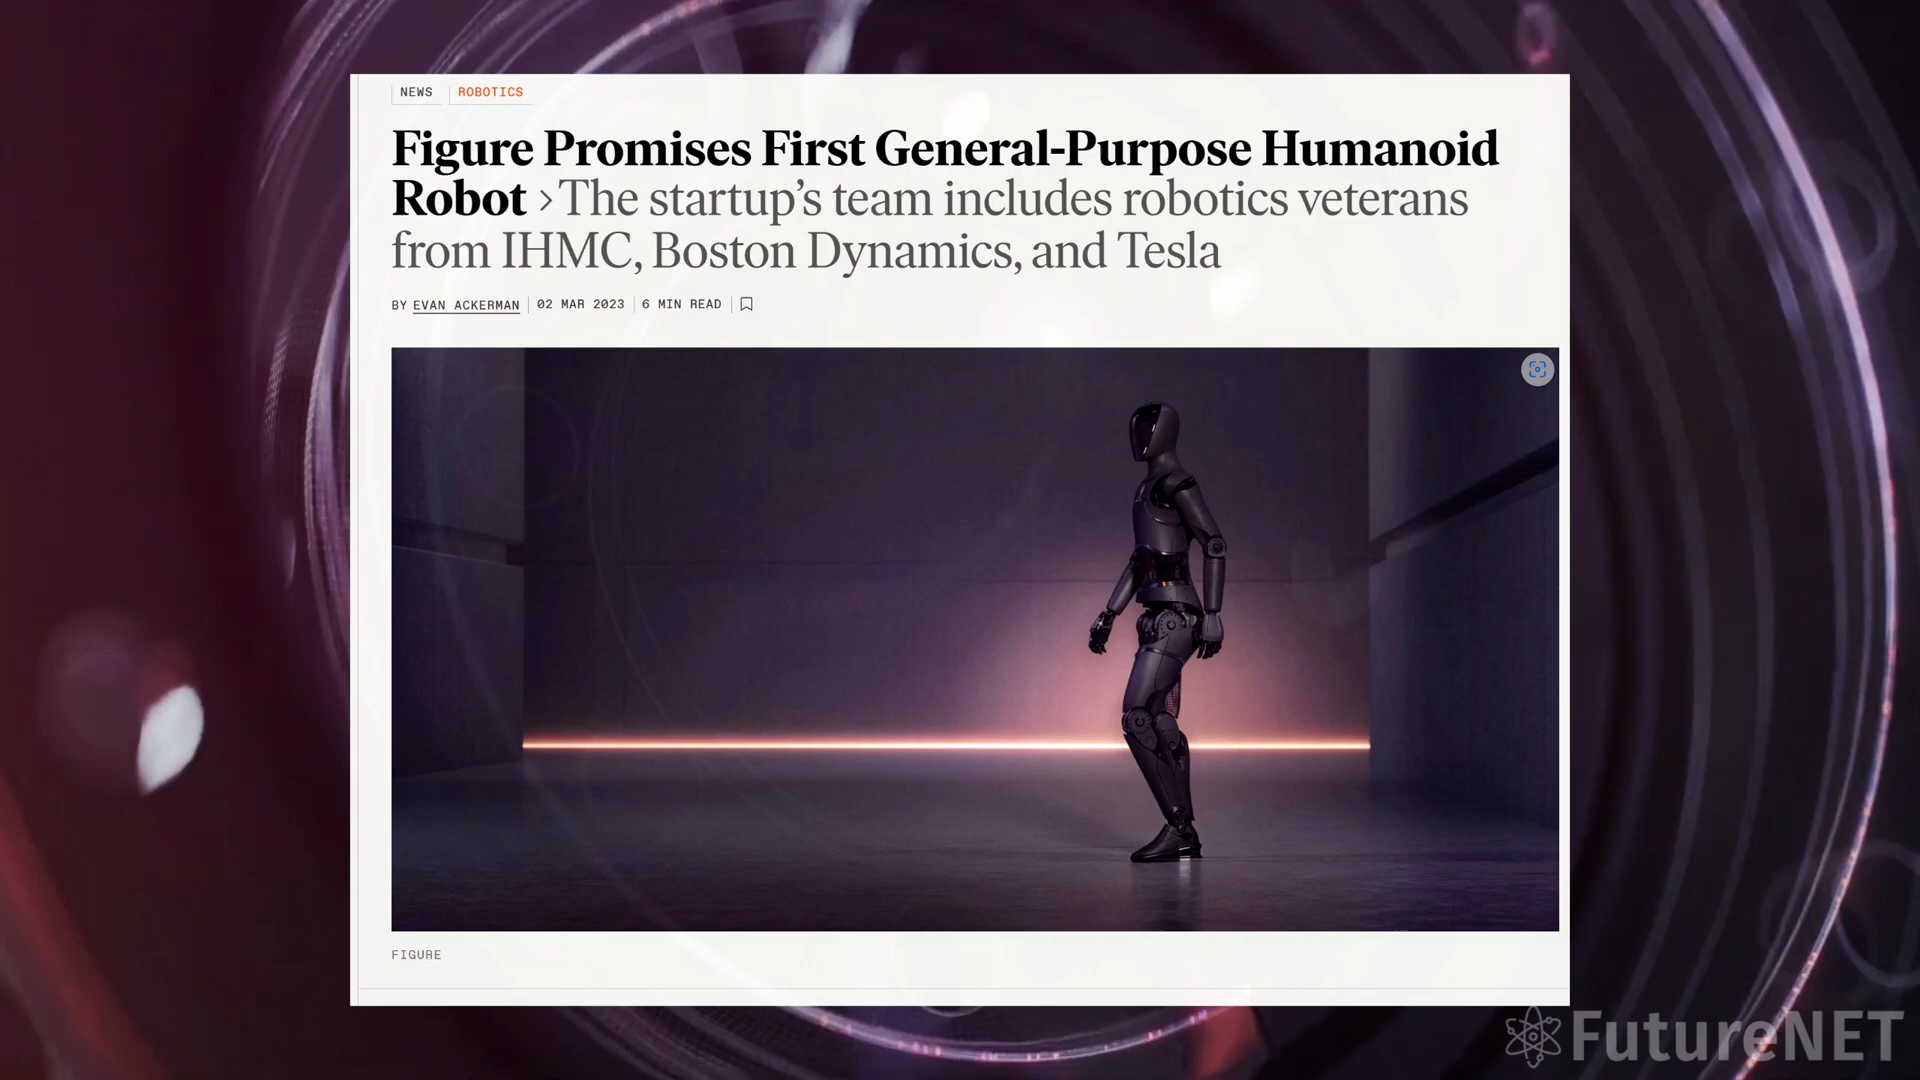 NEWS ROBOTICS
Figure Promises First General-Purpose Humanoid
Robot > The startup’s team includes robotics veterans
from IHMC, Boston Dynamics, and Tesla
BY EVAN ACKERMAN 02 MAR 2023 6 MIN READ
FIGURE
FutureNET